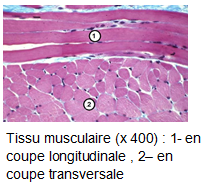 1
2
Tissu musculaire (x 400) : 1- en
coupe longitudinale , 2– en
coupe transversale